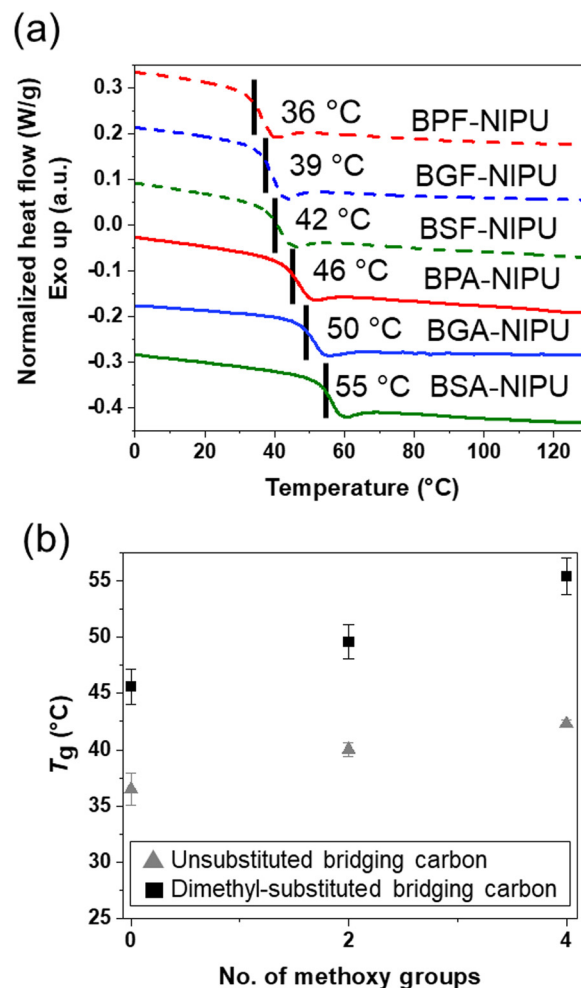 (a)
Normalized heat flow (W/g)
Exo up (a.u.)
0.3
0.2
0.1
0.0
-0.1
-0.2
-0.3
-0.4
36 °C BPF-NIPU
39 °C BGF-NIPU
42 °C BSF-NIPU
46 °C BPA-NIPU
50 °C BGA-NIPU
55 °C BSA-NIPU
0 20 40 60 80 100 120
Temperature (°C)
(b)
Tg (°C)
55
50
45
40
35
30
25
Unsubstituted bridging carbon
Dimethyl-substituted bridging carbon
0 2 4
No. of methoxy groups